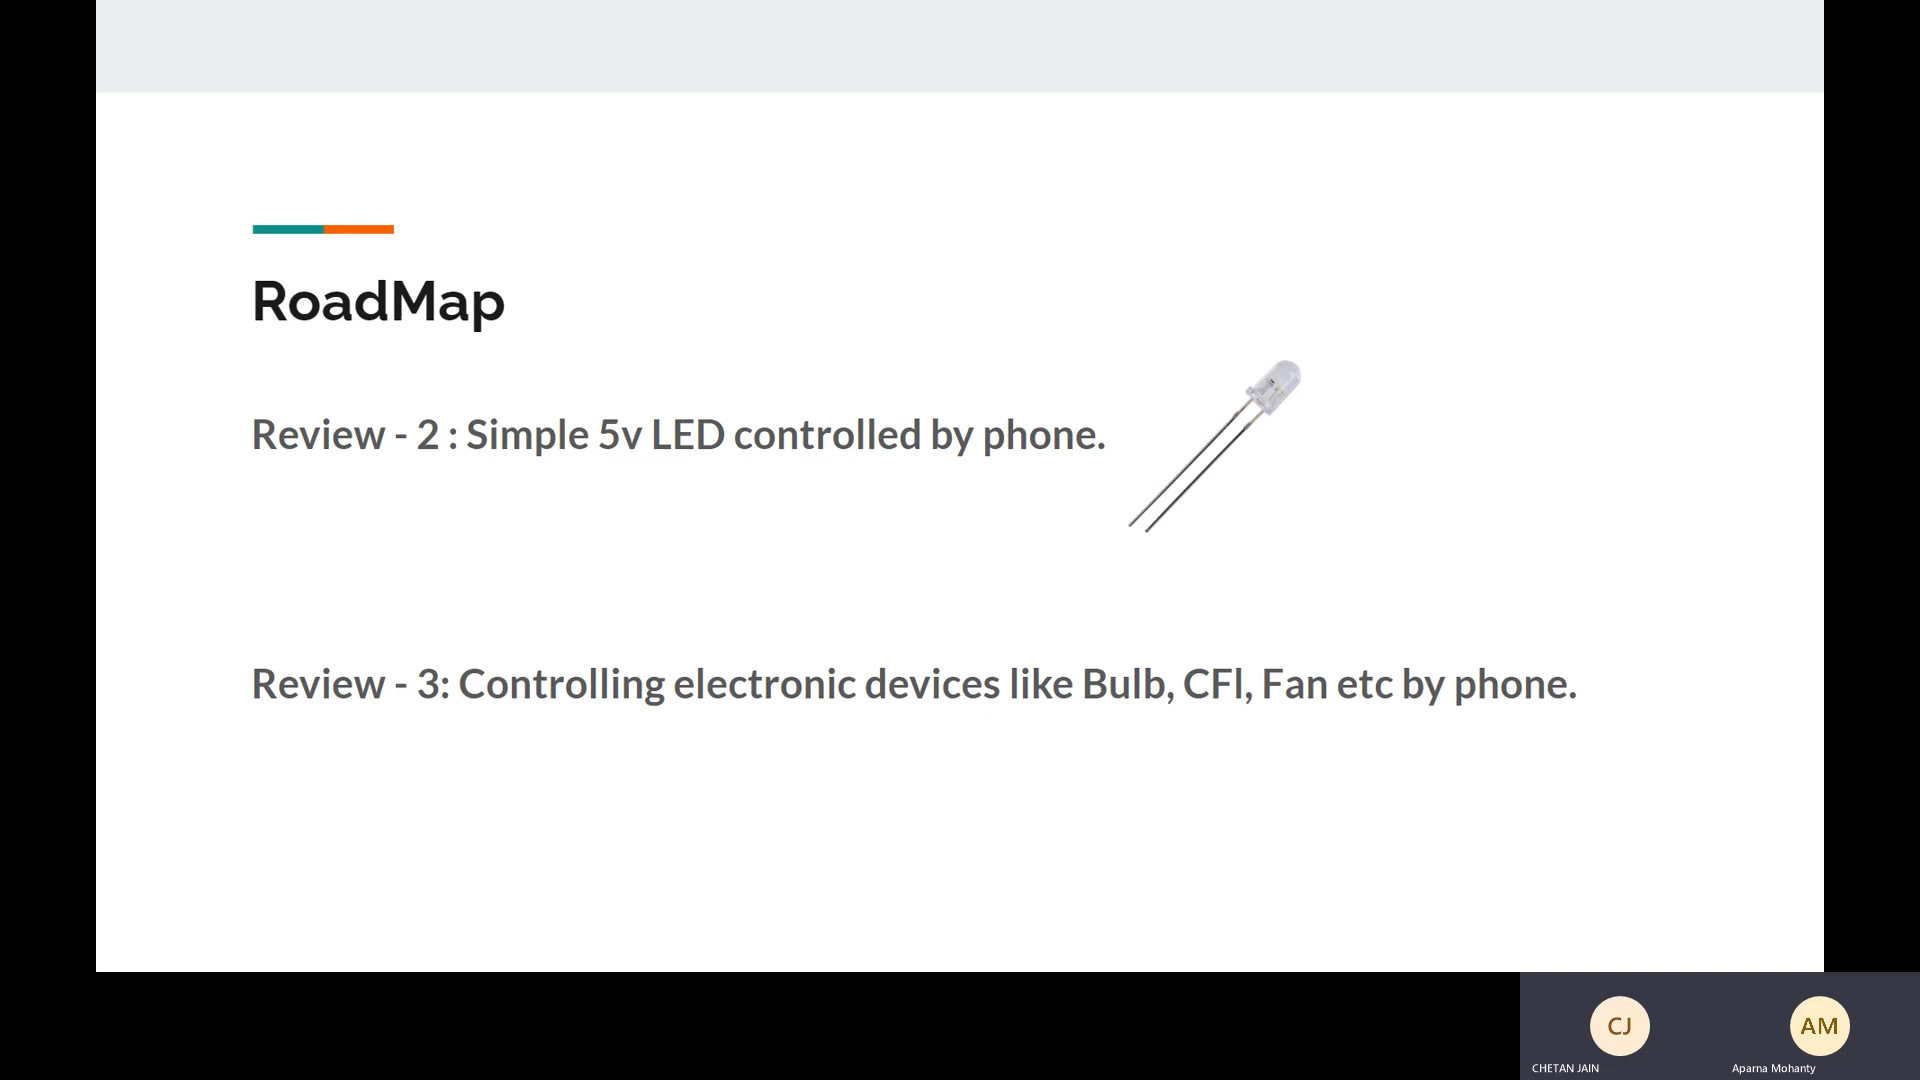 RoadMap
Review - 2 : Simple 5v LED controlled by phone.
Review - 3: Controlling electronic devices like Bulb, CFl, Fan etc by phone.
CJ
AM
CHETAN JAIN
Aparna Mohanty